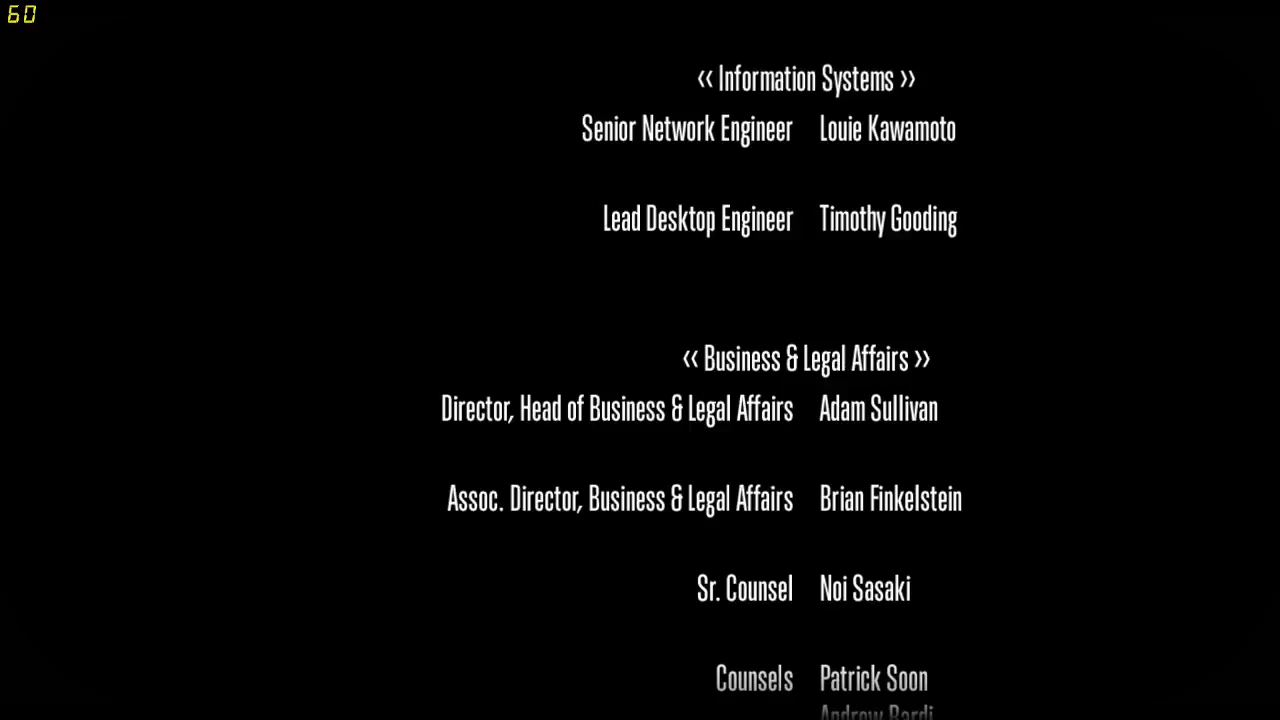 60
‹‹ Information Systems ››
Senior Network Engineer Louie Kawamoto
Lead Desktop Engineer Timothy Gooding
‹‹ Business & Legal Affairs ››
Director, Head of Business & Legal Affairs Adam Sullivan
Assoc. Director, Business & Legal Affairs Brian Finkelstein
Sr. Counsel Noi Sasaki
Counsels Patrick Soon
Andrew Bardi